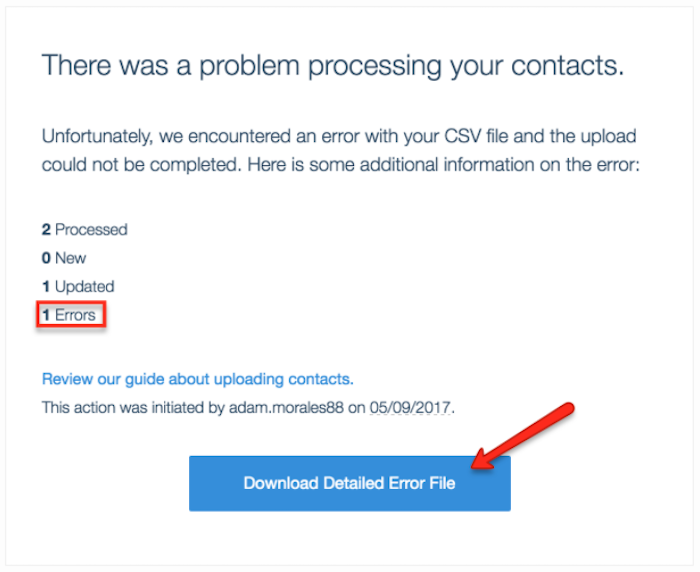 There was a problem processing your contacts.
Unfortunately, we encountered an error with your CSV file and the upload
could not be completed. Here is some additional information on the error:
2 Processed
0 New
1 Updated
1 Errors
Review our guide about uploading contacts.
This action was initiated by adam.morales88 on 05/09/2017.
Download Detailed Error File